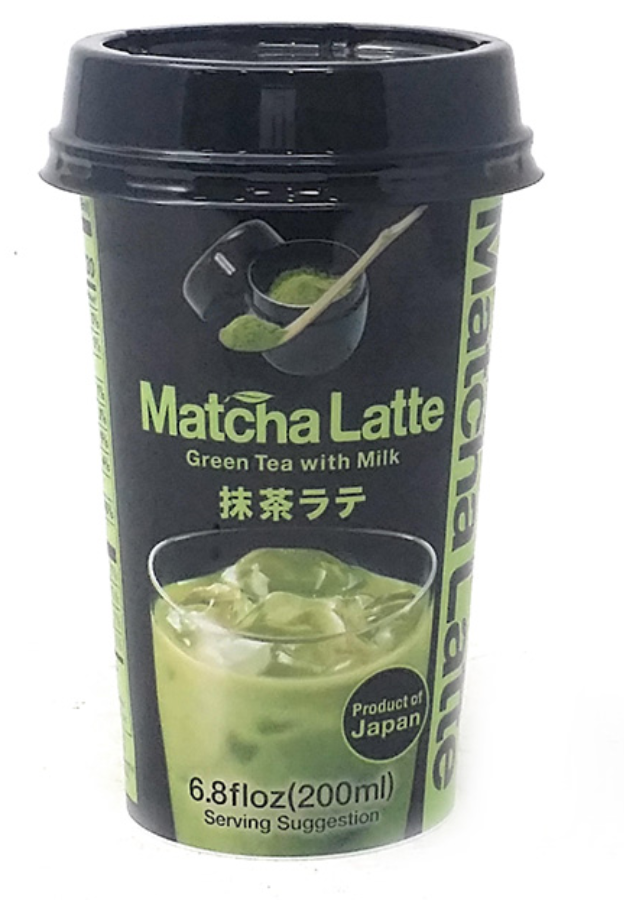 Matcha Latte
Green Tea with Milk
抹茶ラテ
Product of
Japan
6.8floz(200ml)
Serving Suggestion
Matcha Latte